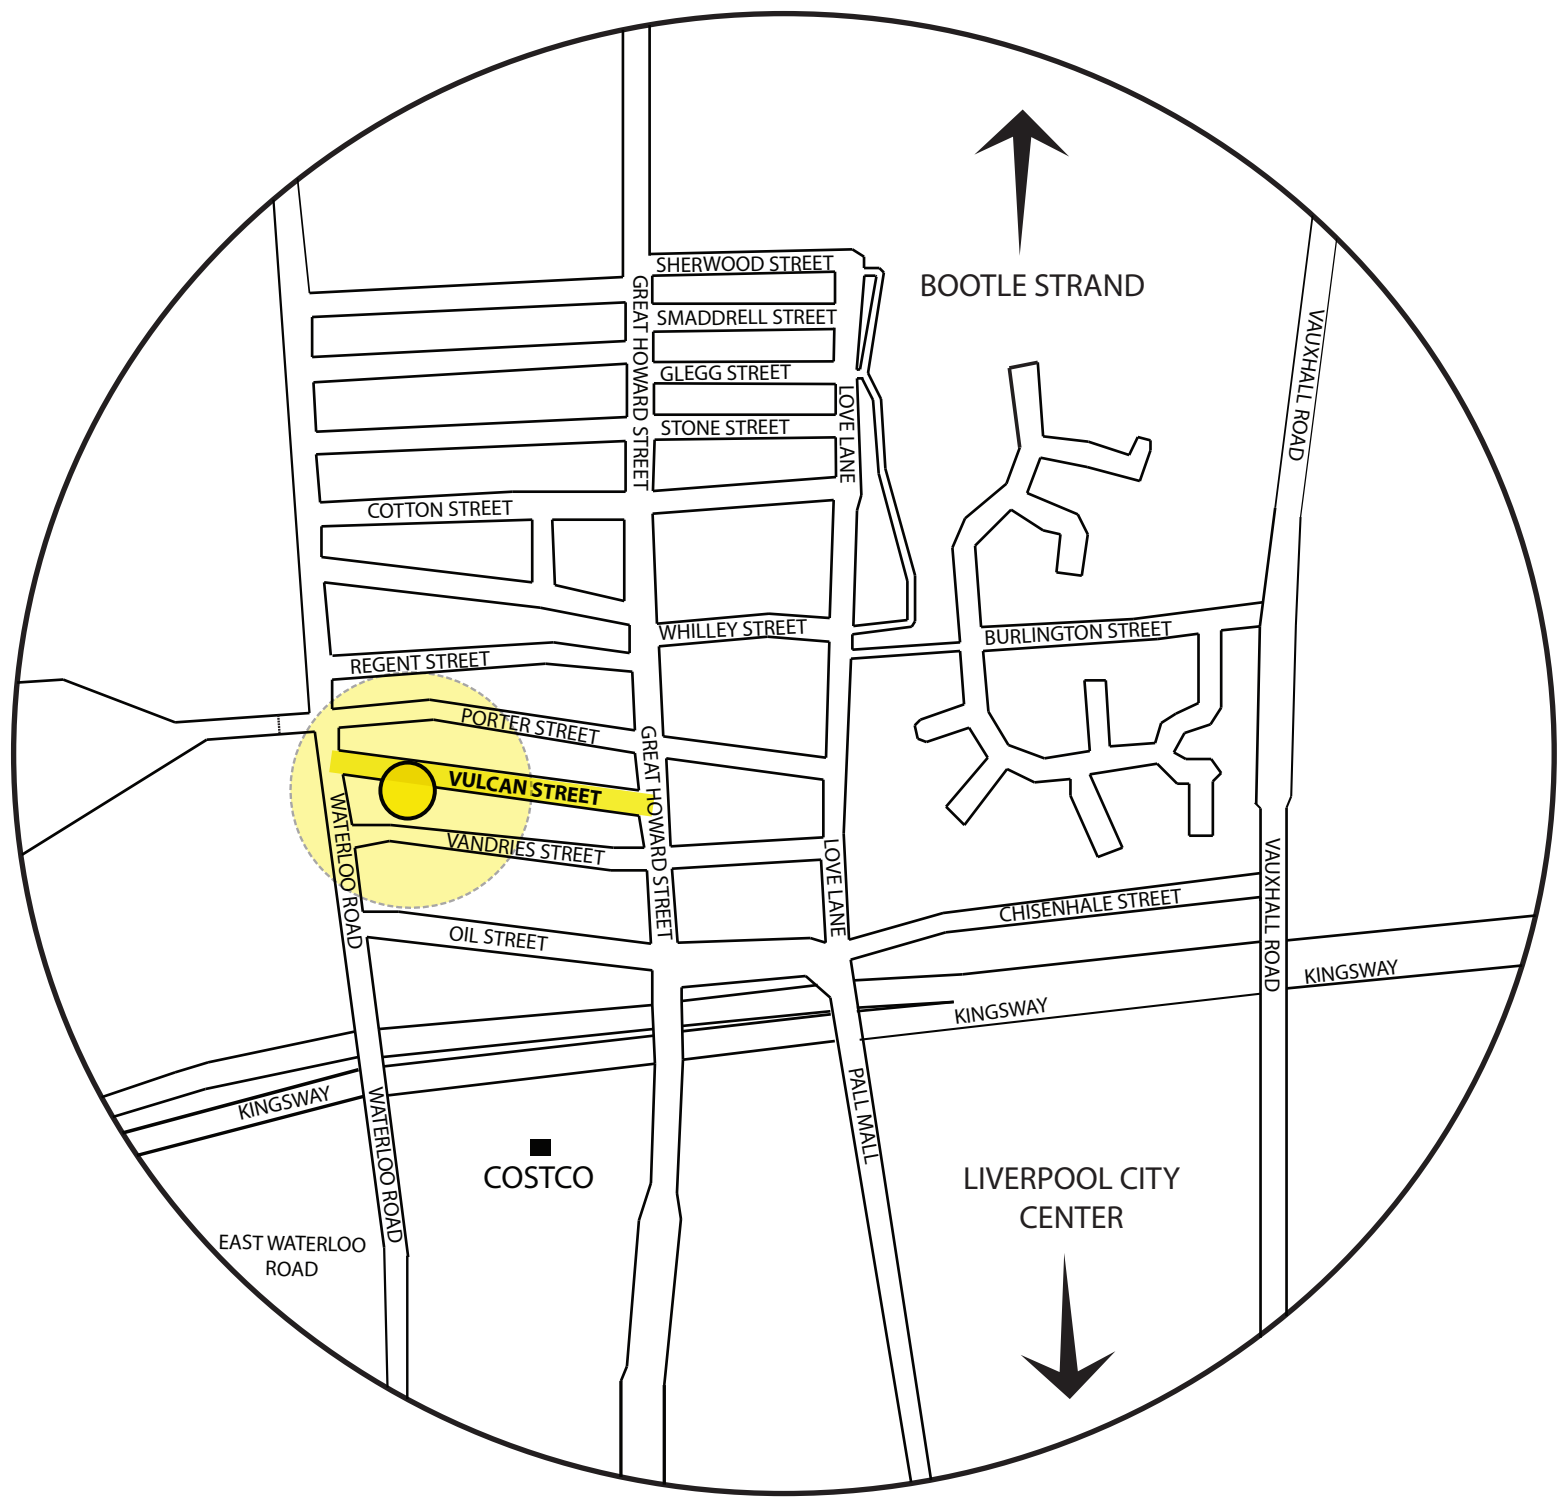 SHERWOOD STREET
BOOTLE STRAND
GREAT HOWARD STREET
SMADDRELL STREET
VAUXHALL ROAD
GLEGG STREET
LOVE LANE
STONE STREET
COTTON STREET
WHILLEY STREET
BURLINGTON STREET
REGENT STREET
PORTER STREET
GREAT HOWARD STREET
VULCAN STREET
WATERLOO ROAD
VANDRIES STREET
LOVE LANE
VAUXHALL ROAD
CHISENHALE STREET
OIL STREET
KINGSWAY
KINGSWAY
KINGSWAY
PALL MALL
WATERLOO ROAD
COSTCO
LIVERPOOL CITY
CENTER
EAST WATERLOO
ROAD